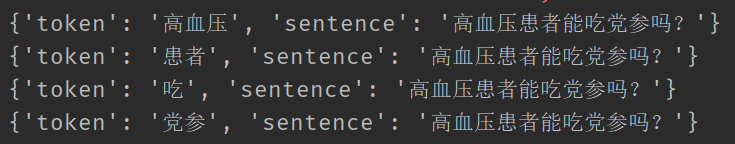 {'token': '高血压', 'sentence': '高血压患者能吃党参吗？'}
{'token': '患者', 'sentence': '高血压患者能吃党参吗？'}
{'token': '吃', 'sentence': '高血压患者能吃党参吗？'}
{'token': '党参', 'sentence': '高血压患者能吃党参吗？'}